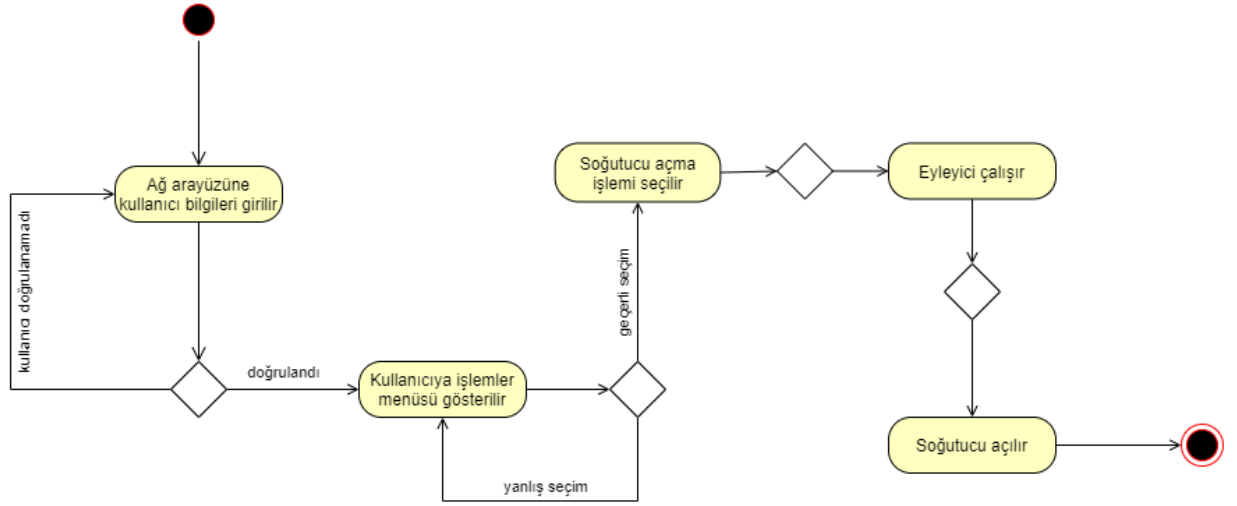 Ağ arayüzüne
kullanıcı bilgileri girilir
kullanıcı doğrulanamadı
doğrulandı
Kullanıcıya işlemler
menüsü gösterilir
yanlış seçim
geçerli seçim
Soğutucu açma
işlemi seçilir
Eyleyici çalışır
Soğutucu açılır